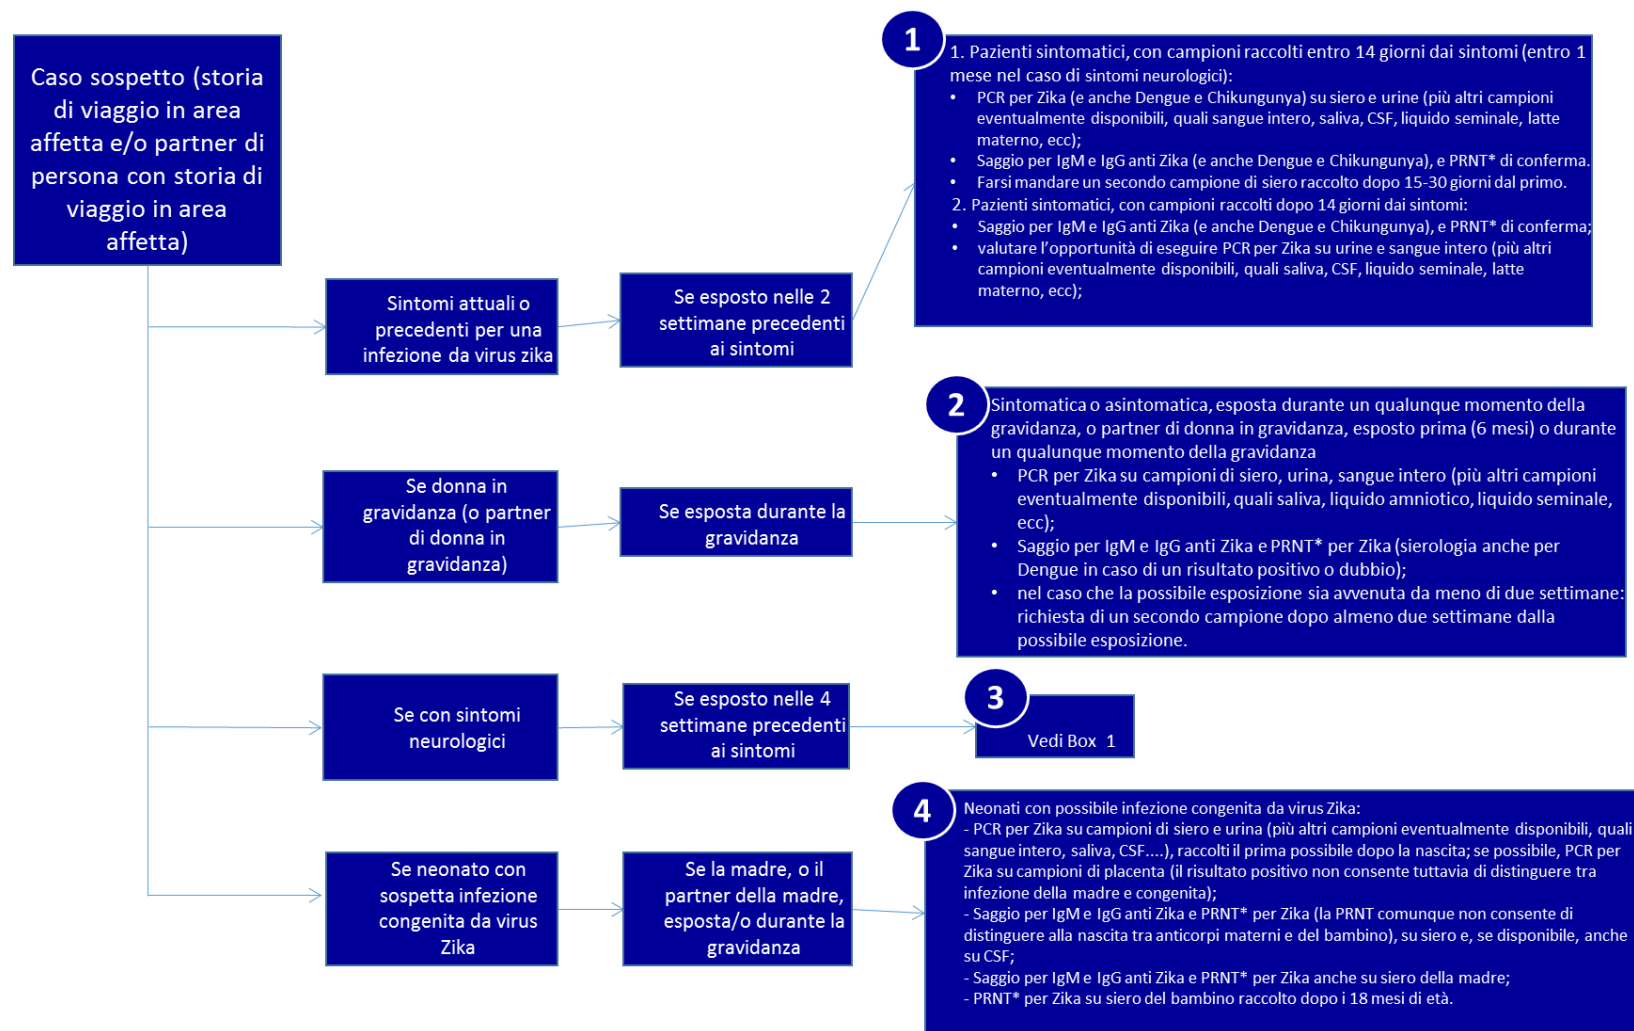 Caso sospetto (storia
di viaggio in area
affetta e/o partner di
persona con storia di
viaggio in area
affetta)
1
1. Pazienti sintomatici, con campioni raccolti entro 14 giorni dai sintomi (entro 1
mese nel caso di sintomi neurologici):
• PCR per Zika (e anche Dengue e Chikungunya) su siero e urine (più altri campioni
eventualmente disponibili, quali sangue intero, saliva, CSF, liquido seminale, latte
materno, ecc);
• Saggio per IgM e IgG anti Zika (e anche Dengue e Chikungunya), e PRNT* di conferma.
• Farsi mandare un secondo campione di siero raccolto dopo 15-30 giorni dal primo.
2. Pazienti sintomatici, con campioni raccolti dopo 14 giorni dai sintomi:
• Saggio per IgM e IgG anti Zika (e anche Dengue e Chikungunya), e PRNT* di conferma;
• valutare l'opportunità di eseguire PCR per Zika su urine e sangue intero (più altri
campioni eventualmente disponibili, quali saliva, CSF, liquido seminale, latte
materno, ecc);
Sintomi attuali o
precedenti per una
infezione da virus zika
Se esposto nelle 2
settimane precedenti
ai sintomi
2
Sintomatica o asintomatica, esposta durante un qualunque momento della
gravidanza, o partner di donna in gravidanza, esposto prima (6 mesi) o durante
un qualunque momento della gravidanza
• PCR per Zika su campioni di siero, urina, sangue intero (più altri campioni
eventualmente disponibili, quali saliva, liquido amniotico, liquido seminale,
ecc);
• Saggio per IgM e IgG anti Zika e PRNT* per Zika (sierologia anche per
Dengue in caso di un risultato positivo o dubbio);
• nel caso che la possibile esposizione sia avvenuta da meno di due settimane:
richiesta di un secondo campione dopo almeno due settimane dalla
possibile esposizione.
Se donna in
gravidanza (o partner
di donna in
gravidanza)
Se esposta durante la
gravidanza
Se con sintomi
neurologici
Se esposto nelle 4
settimane precedenti
ai sintomi
3
Vedi Box 1
Se neonato con
sospetta infezione
congenita da virus
Zika
Se la madre, o il
partner della madre,
esposta/o durante la
gravidanza
4
Neonati con possibile infezione congenita da virus Zika:
- PCR per Zika su campioni di siero e urina (più altri campioni eventualmente disponibili, quali
sangue intero, saliva, CSF....), raccolti il prima possibile dopo la nascita; se possibile, PCR per
Zika su campioni di placenta (il risultato positivo non consente tuttavia di distinguere tra
infezione della madre e congenita);
- Saggio per IgM e IgG anti Zika e PRNT* per Zika (la PRNT comunque non consente di
distinguere alla nascita tra anticorpi materni e del bambino), su siero e, se disponibile, anche
su CSF;
- Saggio per IgM e IgG anti Zika e PRNT* per Zika anche su siero della madre;
- PRNT* per Zika su siero del bambino raccolto dopo i 18 mesi di età.